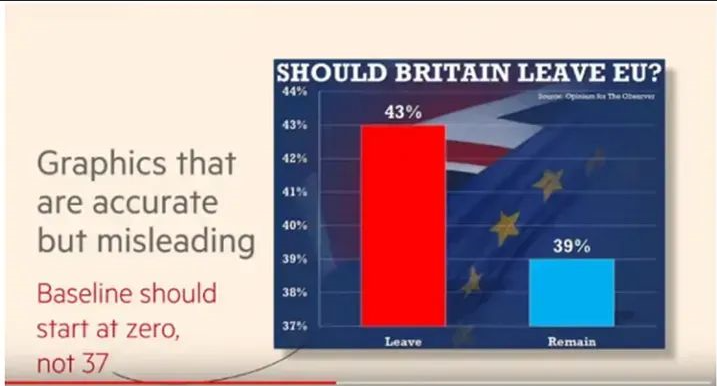 Graphics that
are accurate
but misleading
Baseline should
start at zero,
not 37
SHOULD BRITAIN LEAVE EU?
Source: Opinium for The Observer
44%
43%
42%
41%
40%
39%
38%
37%
43%
39%
Leave
Remain